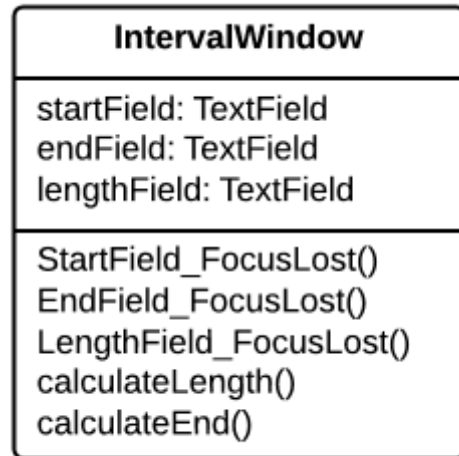 IntervalWindow
startField: TextField
endField: TextField
lengthField: TextField
StartField_FocusLost()
EndField_FocusLost()
LengthField_FocusLost()
calculateLength()
calculateEnd()